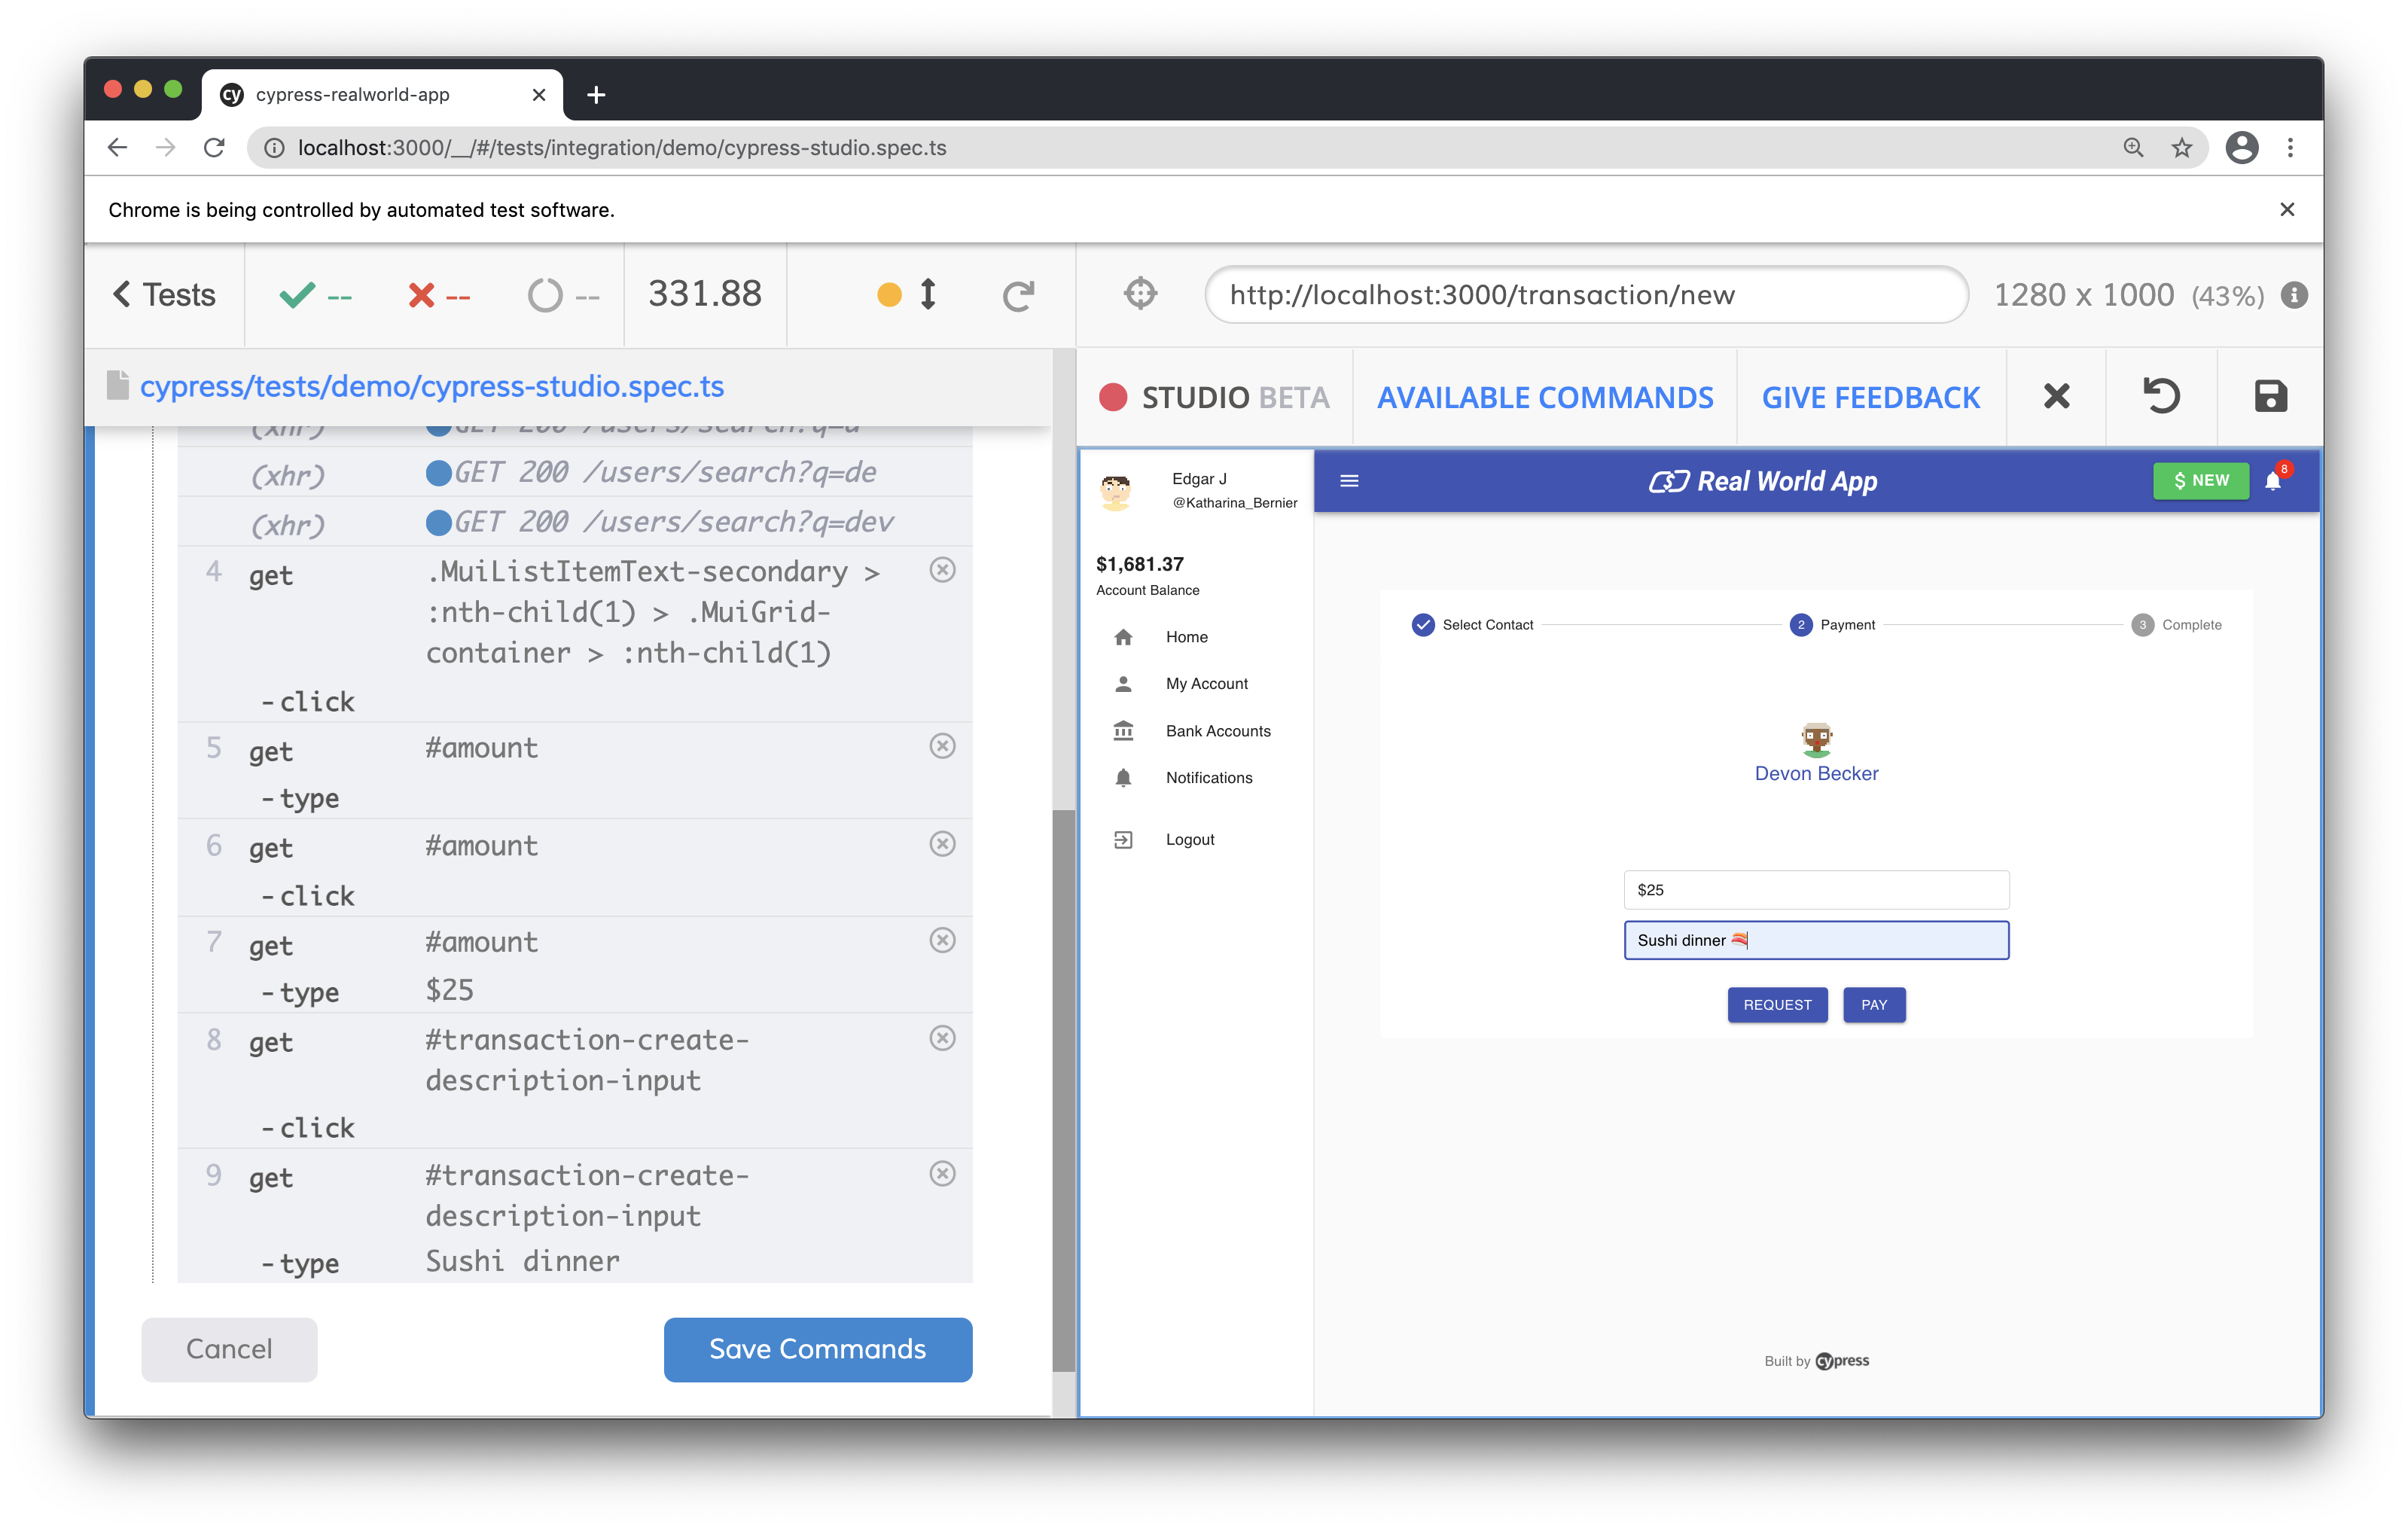 cypress-realworld-app
localhost:3000/__/#/tests/integration/demo/cypress-studio.spec.ts
Chrome is being controlled by automated test software.
Tests -- -- -- 331.88
http://localhost:3000/transaction/new 1280 x 1000 (43%)
cypress/tests/demo/cypress-studio.spec.ts
STUDIO BETA AVAILABLE COMMANDS GIVE FEEDBACK
(xhr) GET 200 /users/search?q=d
(xhr) GET 200 /users/search?q=de
(xhr) GET 200 /users/search?q=dev
4 get .MuiListItemText-secondary >
:nth-child(1) > .MuiGrid-
container > :nth-child(1)
-click
5 get #amount
-type
6 get #amount
-click
7 get #amount
-type $25
8 get #transaction-create-
description-input
-click
9 get #transaction-create-
description-input
-type Sushi dinner
Cancel Save Commands
Edgar J
@Katharina_Bernier
$1,681.37
Account Balance
Home
My Account
Bank Accounts
Notifications
Logout
Real World App
$ NEW
8
Select Contact 2 Payment 3 Complete
Devon Becker
$25
Sushi dinner 🍣
REQUEST PAY
Built by cypress